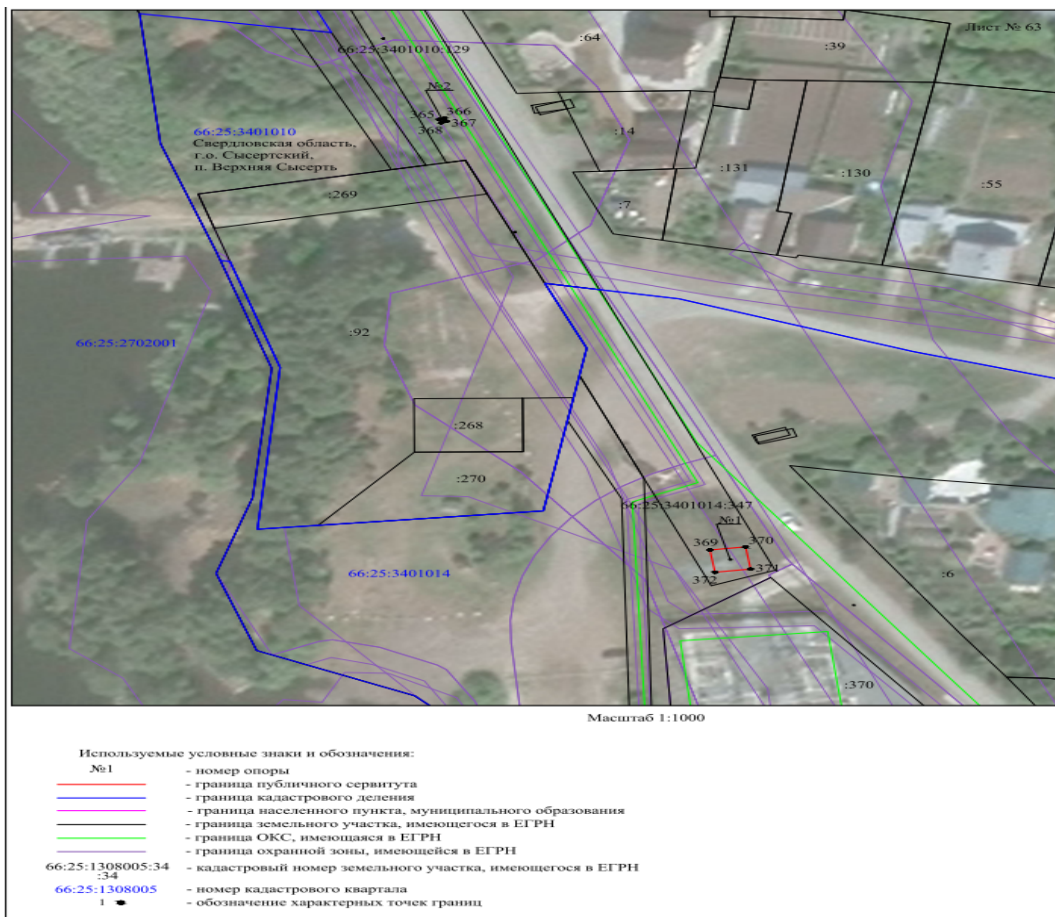 Лист № 63
:64
:39
66:25:3401010:129
№2
365 366
368 367
66:25:3401010
Свердловская область,
г.о. Сысертский,
п. Верхняя Сысерть
:14
:131
:130
:55
:269
:7
:92
66:25:2702001
:268
:270
66:25:3401014:347
№1
369 370
372 371
66:25:3401014
:6
:370
Масштаб 1:1000
Используемые условные знаки и обозначения:
№1 - номер опоры
- граница публичного сервитута
- граница кадастрового деления
- граница населенного пункта, муниципального образования
- граница земельного участка, имеющегося в ЕГРН
- граница ОКС, имеющаяся в ЕГРН
- граница охранной зоны, имеющейся в ЕГРН
66:25:1308005:34 - кадастровый номер земельного участка, имеющегося в ЕГРН
:34
66:25:1308005 - номер кадастрового квартала
1 - обозначение характерных точек границ